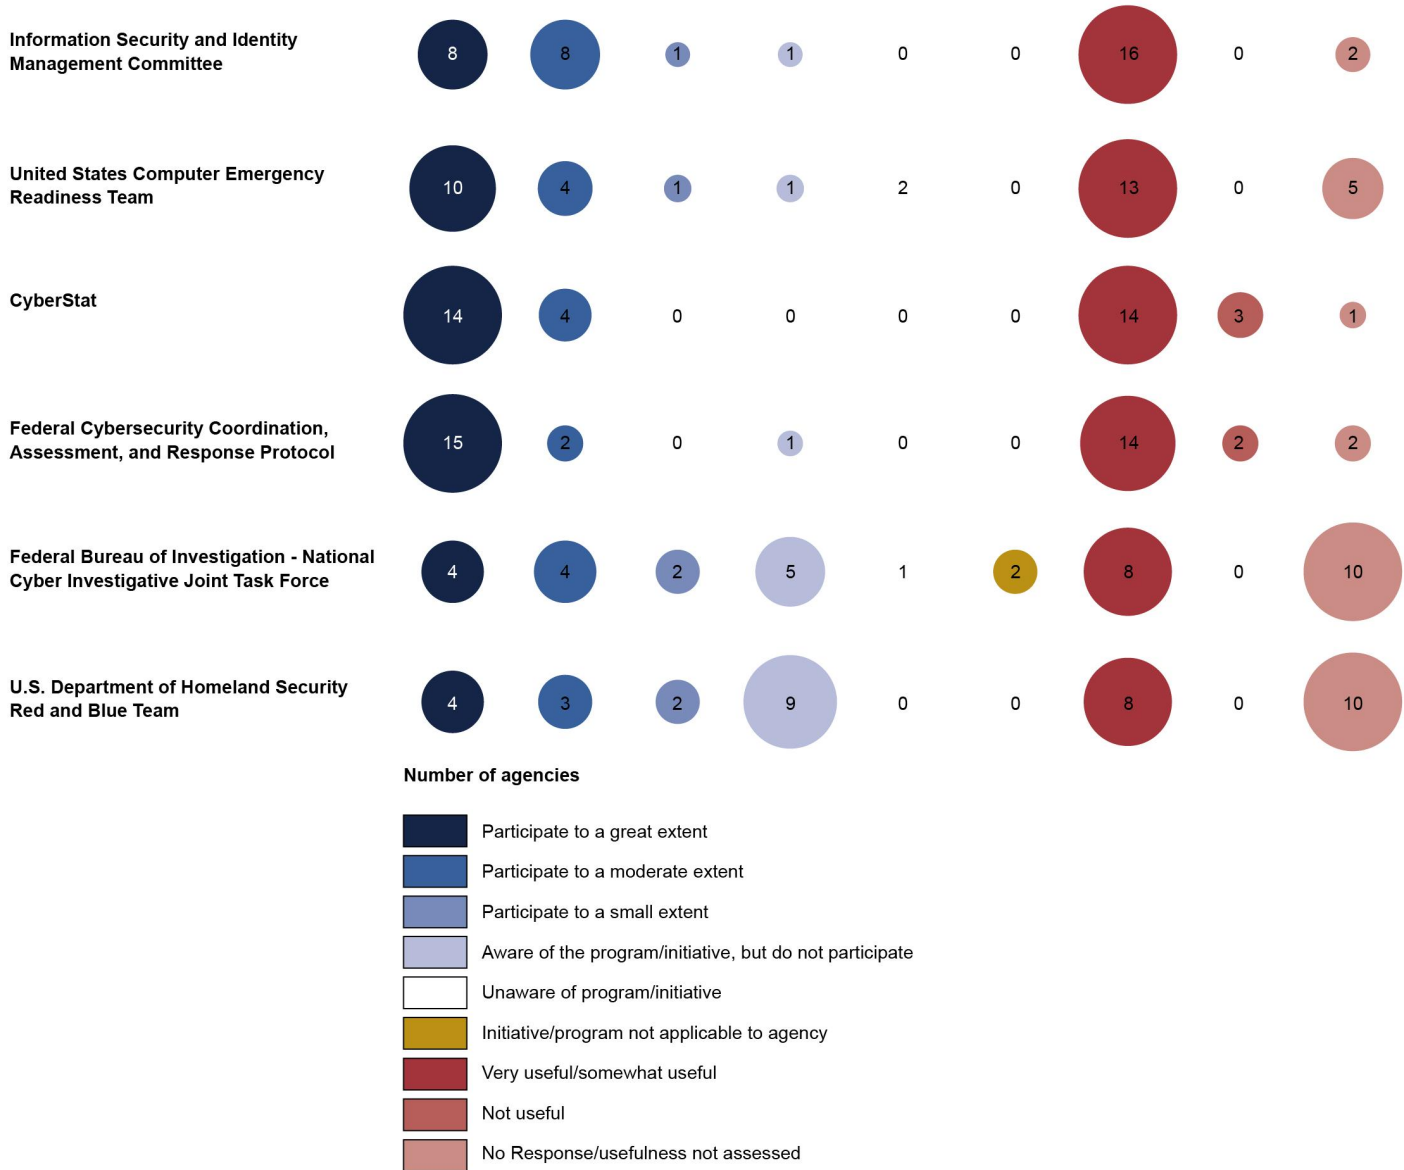 Information Security and Identity
Management Committee
8 8 1 1 0 0 16 0 2
United States Computer Emergency
Readiness Team
10 4 1 1 2 0 13 0 5
CyberStat
14 4 0 0 0 0 14 3 1
Federal Cybersecurity Coordination,
Assessment, and Response Protocol
15 2 0 1 0 0 14 2 2
Federal Bureau of Investigation - National
Cyber Investigative Joint Task Force
4 4 2 5 1 2 8 0 10
U.S. Department of Homeland Security
Red and Blue Team
4 3 2 9 0 0 8 0 10
Number of agencies
Participate to a great extent
Participate to a moderate extent
Participate to a small extent
Aware of the program/initiative, but do not participate
Unaware of program/initiative
Initiative/program not applicable to agency
Very useful/somewhat useful
Not useful
No Response/usefulness not assessed